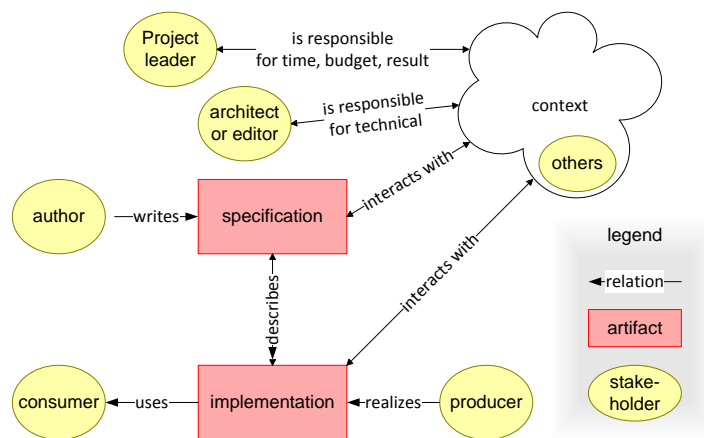 Project
leader
is responsible
for time, budget, result
context
architect
or editor
is responsible
for technical
others
interacts with
author
writes
specification
interacts with
describes
legend
relation
artifact
stake-
holder
consumer
uses
implementation
realizes
producer